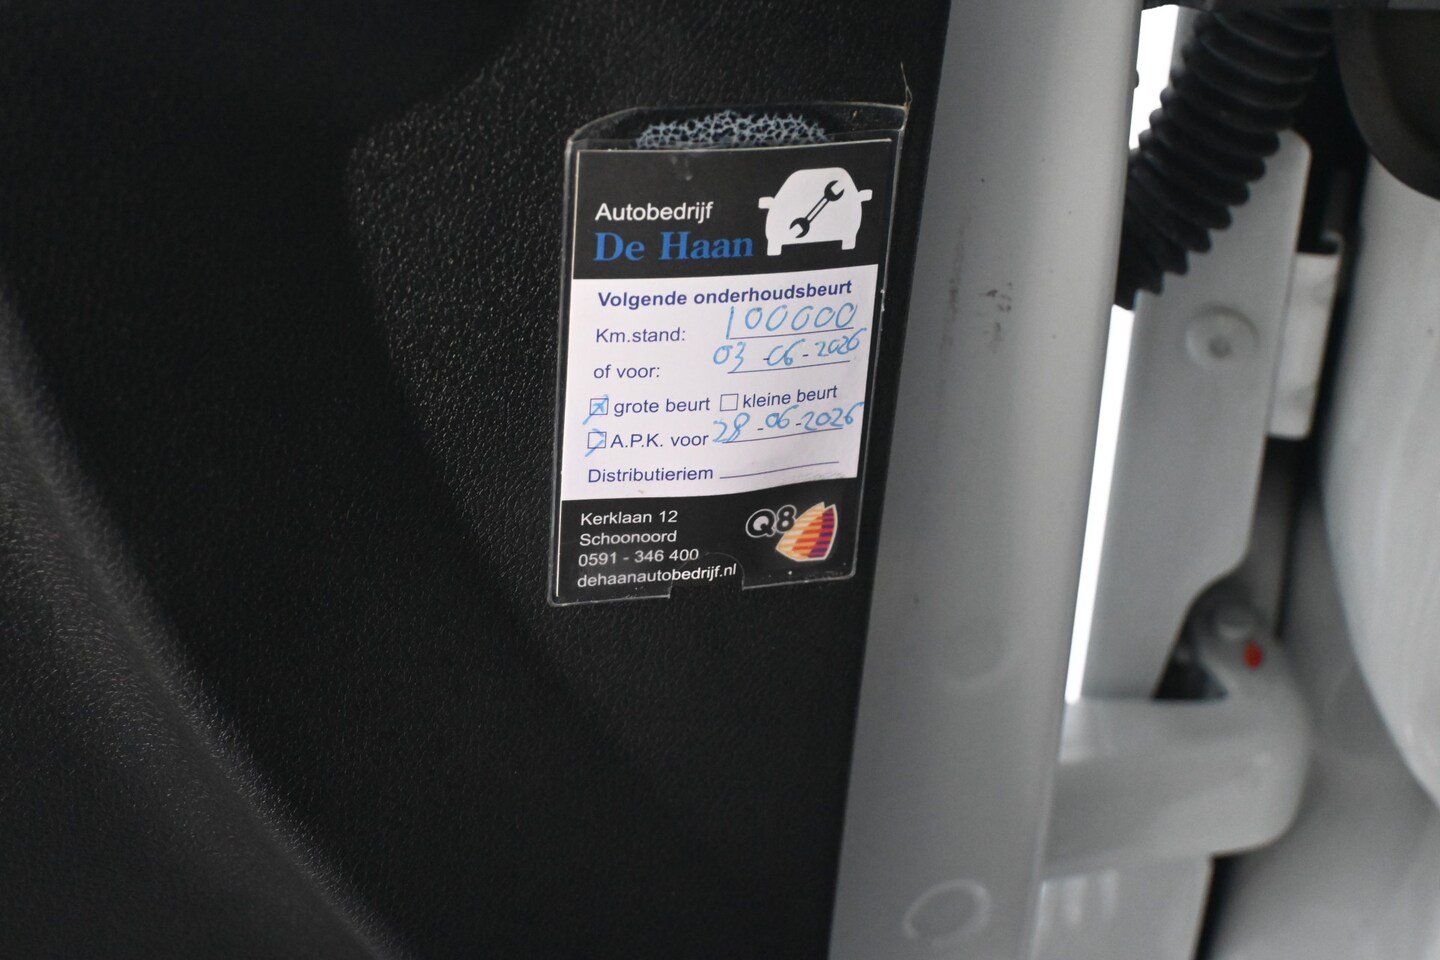 Autobedrijf
De Haan
Volgende onderhoudsbeurt
Km.stand: 100000
of voor: 03-06-2026
grote beurt kleine beurt
A.P.K. voor 28-06-2026
Distributieriem
Kerklaan 12
Schoonoord
0591 - 346 400
dehaanautobedrijf.nl
Q8